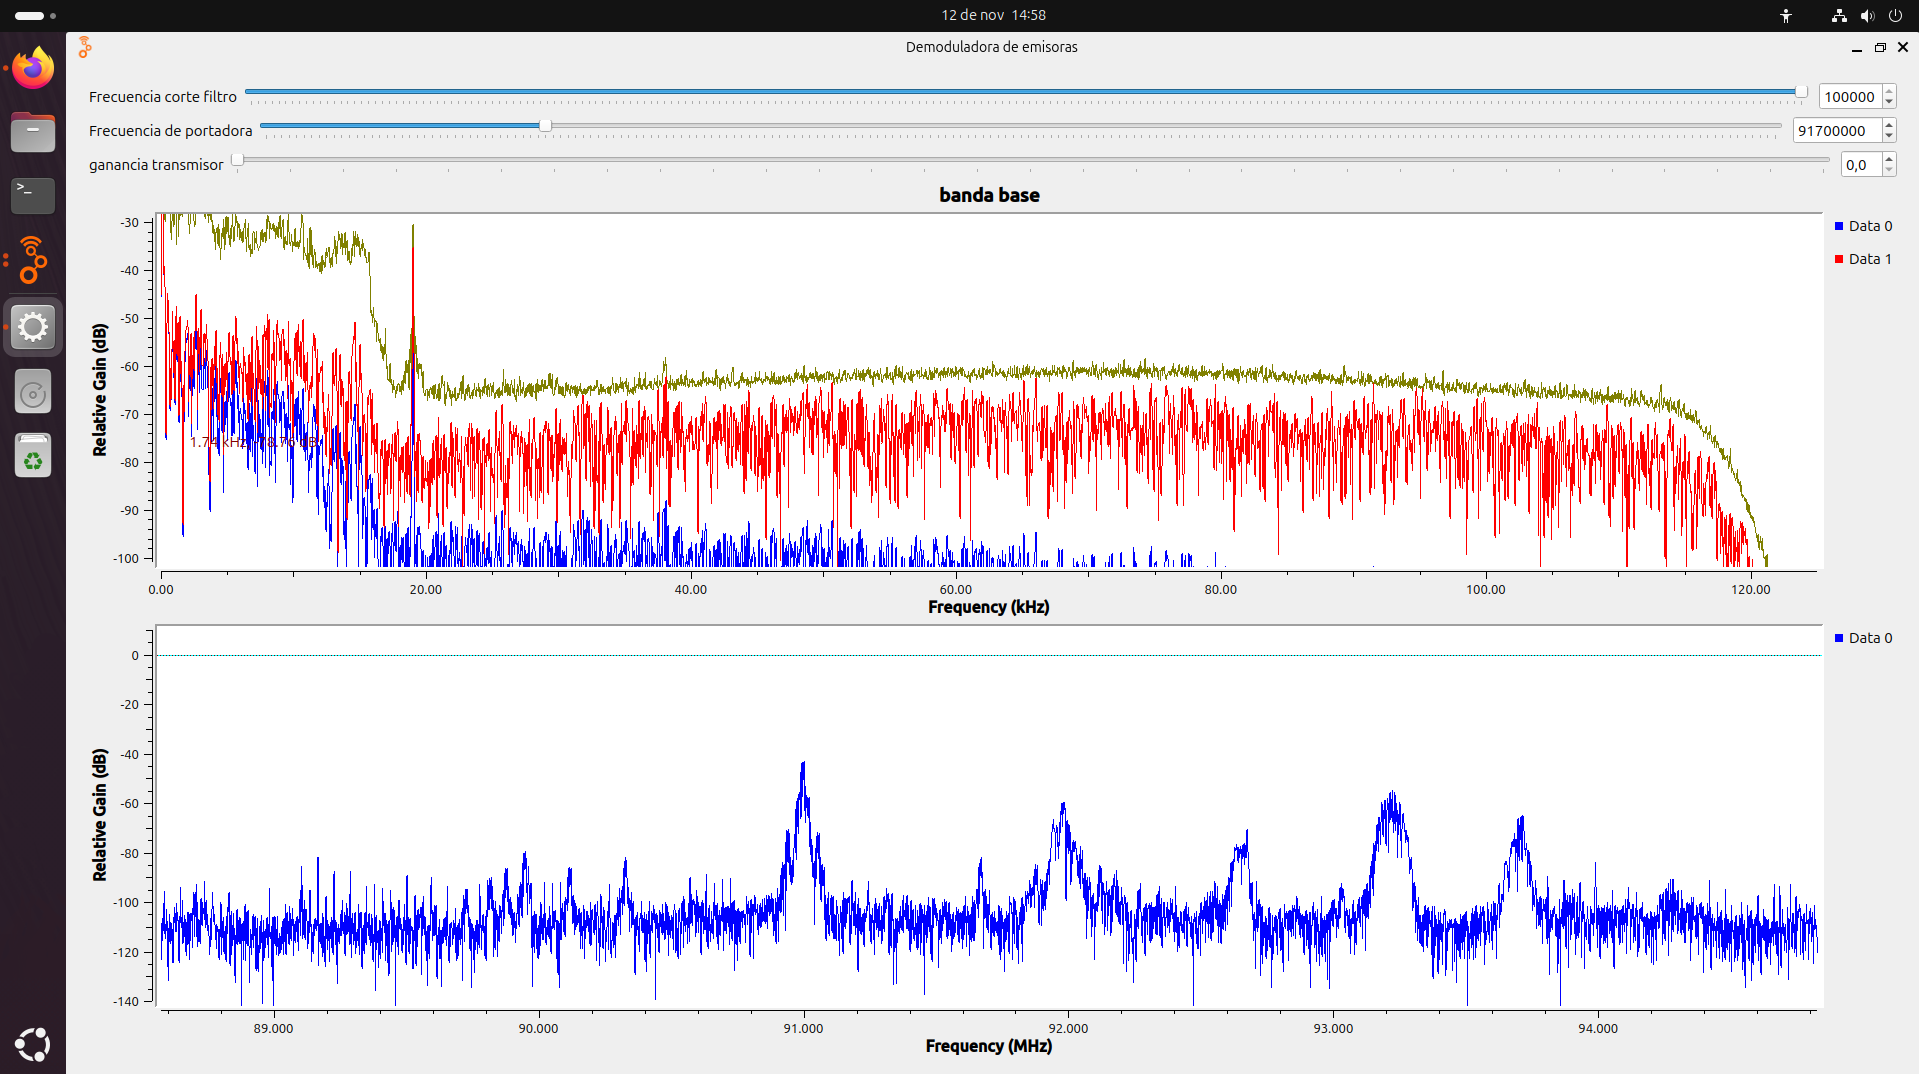 12 de nov 14:58
Demoduladora de emisoras
Frecuencia corte filtro 100000
Frecuencia de portadora 91700000
ganancia transmisor 0,0
banda base
Data 0
Data 1
Relative Gain (dB)
-30
-40
-50
-60
-70
-80
-90
-100
0.00 20.00 40.00 60.00 80.00 100.00 120.00
Frequency (kHz)
Data 0
Relative Gain (dB)
0
-20
-40
-60
-80
-100
-120
-140
89.000 90.000 91.000 92.000 93.000 94.000
Frequency (MHz)
>_